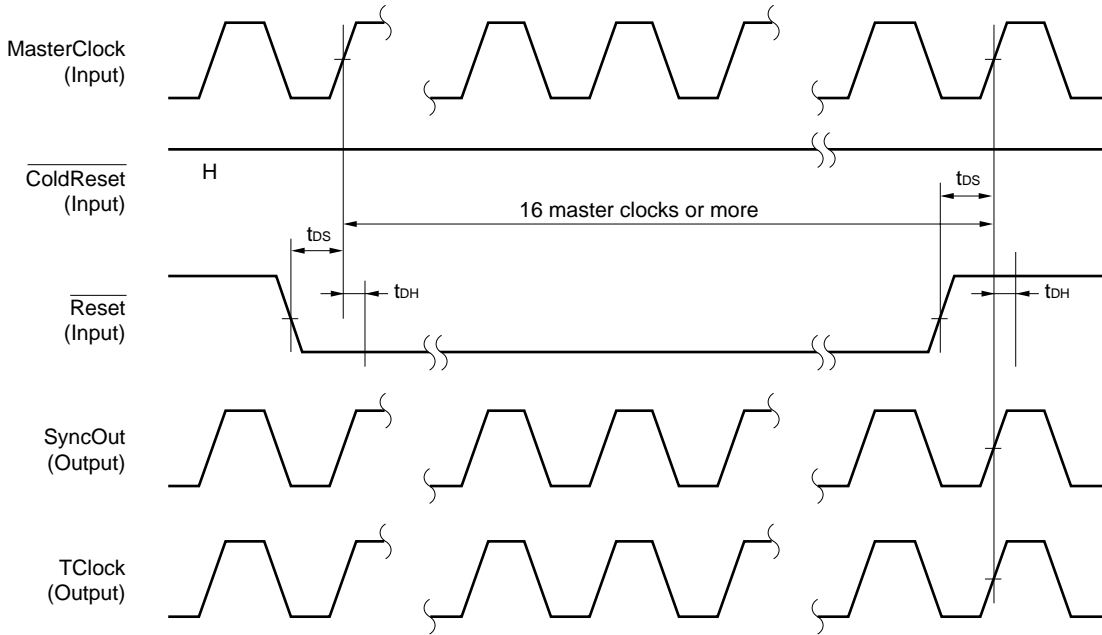 MasterClock
(Input)
ColdReset
(Input)
H
tDS
16 master clocks or more
tDS
Reset
(Input)
tDH
tDH
SyncOut
(Output)
TClock
(Output)